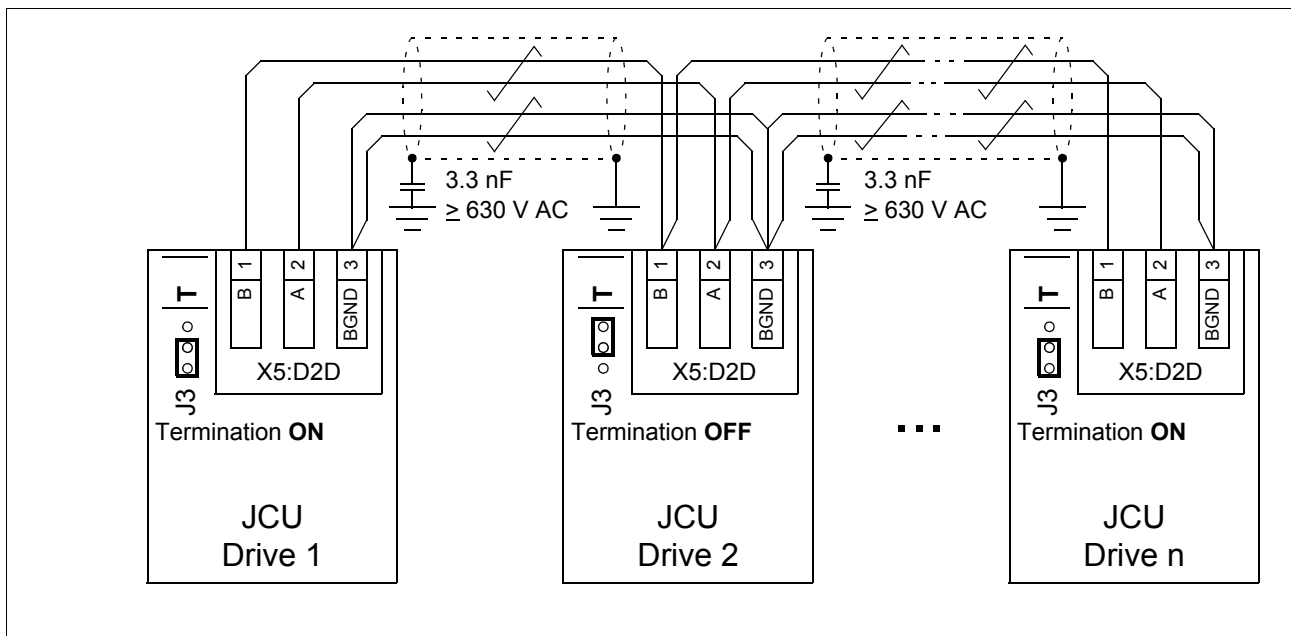 3.3 nF
≥ 630 V AC
3.3 nF
≥ 630 V AC
T
J3
1
B
2
A
3
BGND
X5:D2D
Termination ON
JCU
Drive 1
T
J3
1
B
2
A
3
BGND
X5:D2D
Termination OFF
JCU
Drive 2
...
T
J3
1
B
2
A
3
BGND
X5:D2D
Termination ON
JCU
Drive n